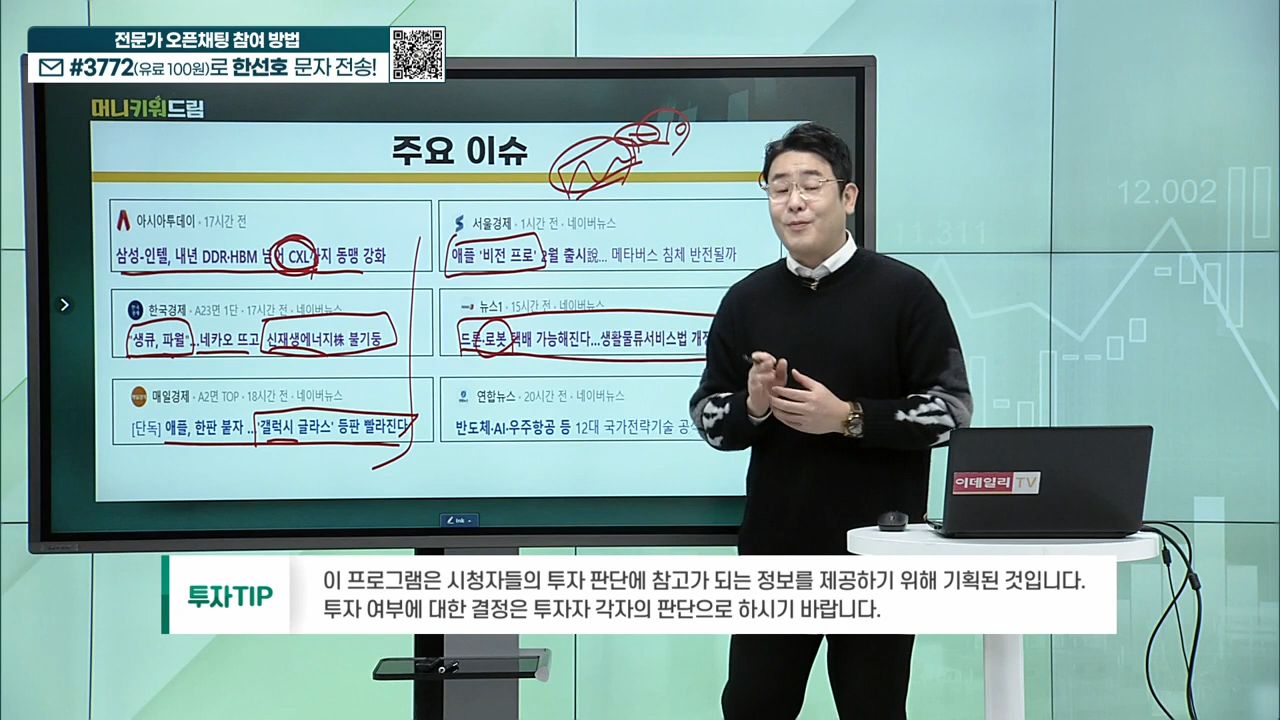 전문가 오픈채팅 참여 방법
#3772(유료 100원)로 한선호 문자 전송!
머니키워드림
주요 이슈
아시아투데이 · 17시간 전
삼성-인텔, 내년 DDR·HBM 넘어 CXL까지 동맹 강화
서울경제 · 1시간 전 · 네이버뉴스
애플 '비전 프로' 2월 출시說... 메타버스 침체 반전될까
한국경제 · A23면 1단 · 17시간 전 · 네이버뉴스
"생큐, 파월"...네카오 뜨고 신재생에너지株 불기둥
뉴스1 · 15시간 전 · 네이버뉴스
드론·로봇 택배 가능해진다...생활물류서비스법 개정
매일경제 · A2면 TOP · 18시간 전 · 네이버뉴스
[단독] 애플, 한판 붙자 ...'갤럭시 글라스' 등판 빨라진다
연합뉴스 · 20시간 전 · 네이버뉴스
반도체·AI·우주항공 등 12대 국가전략기술
12.002
11.311
Ink
이데일리TV
투자TIP
이 프로그램은 시청자들의 투자 판단에 참고가 되는 정보를 제공하기 위해 기획된 것입니다.
투자 여부에 대한 결정은 투자자 각자의 판단으로 하시기 바랍니다.